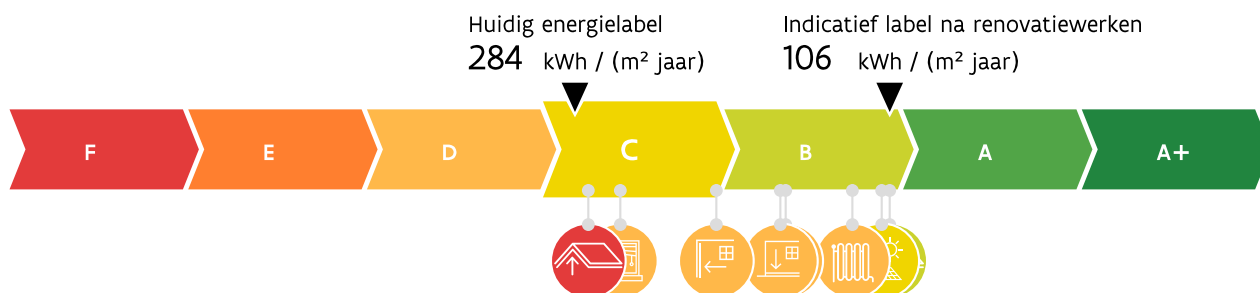 Huidig energielabel
284 kWh / (m² jaar)
Indicatief label na renovatiewerken
106 kWh / (m² jaar)
F E D C B A A+